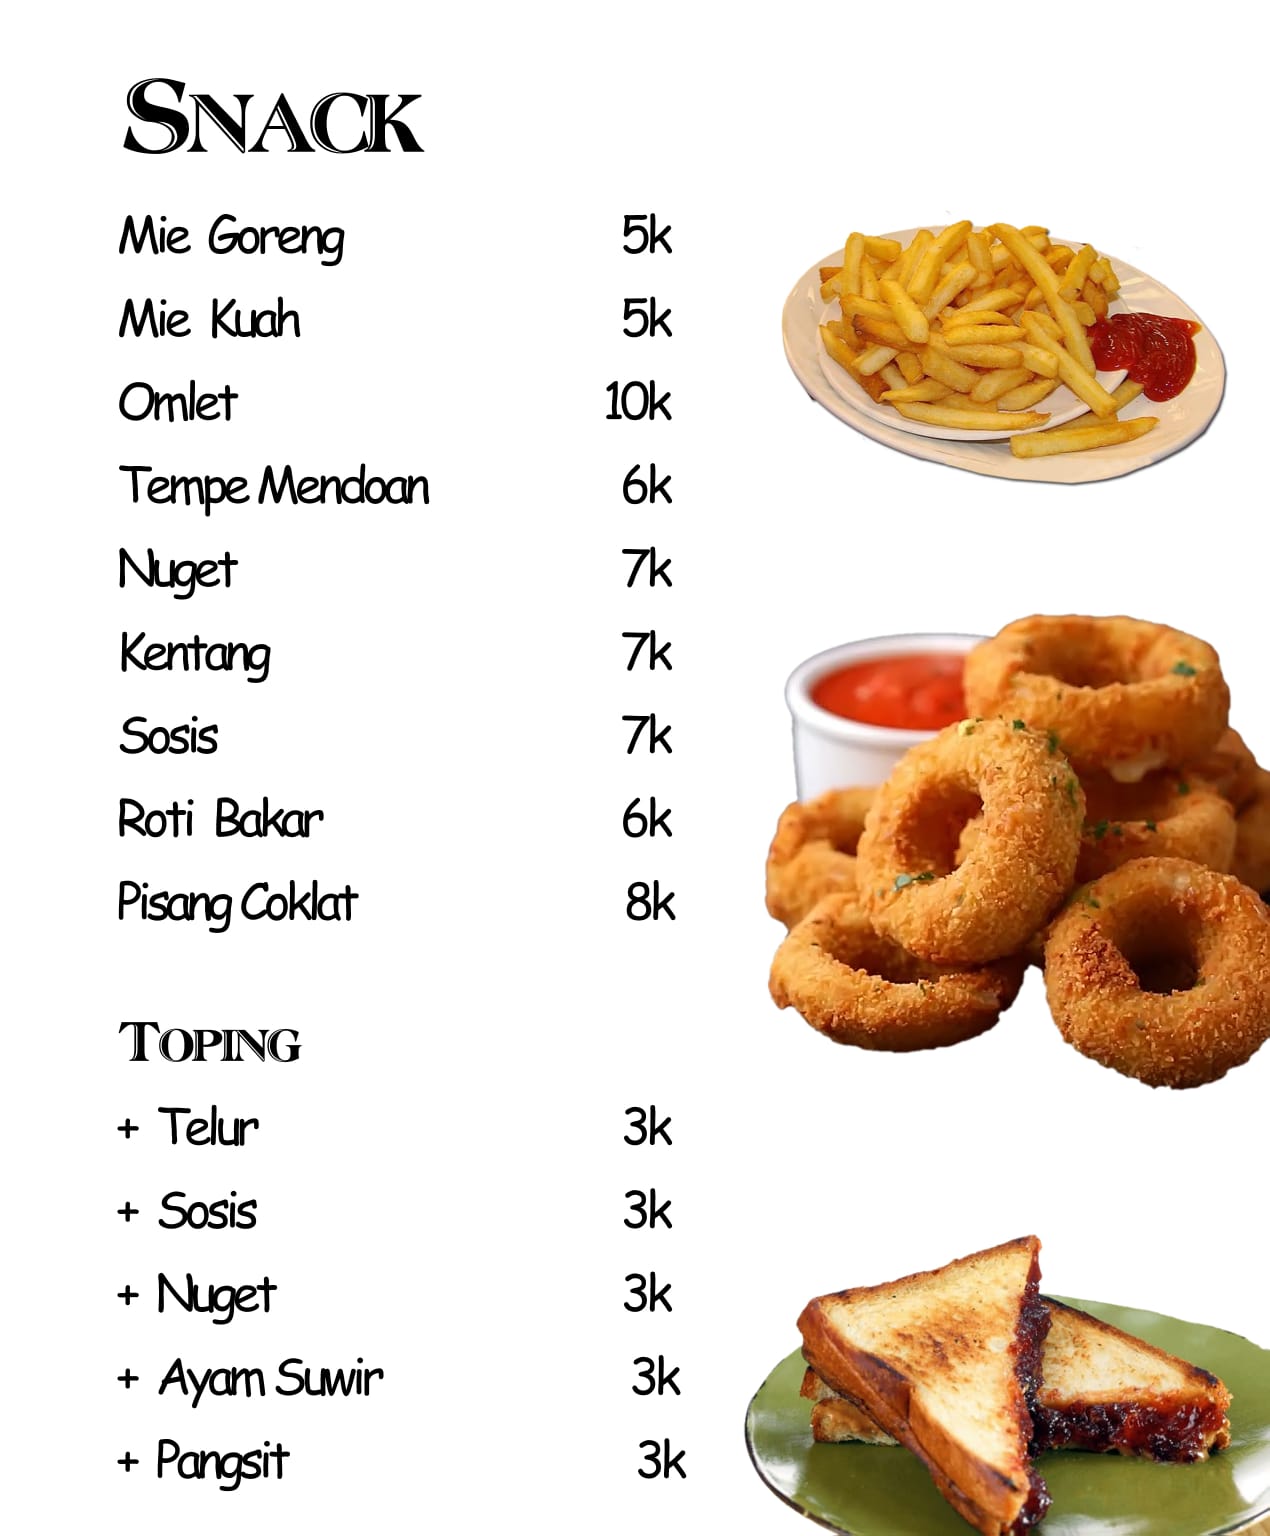 Snack
Mie Goreng 5k
Mie Kuah 5k
Omlet 10k
Tempe Mendoan 6k
Nuget 7k
Kentang 7k
Sosis 7k
Roti Bakar 6k
Pisang Coklat 8k
Toping
+ Telur 3k
+ Sosis 3k
+ Nuget 3k
+ Ayam Suwir 3k
+ Pangsit 3k